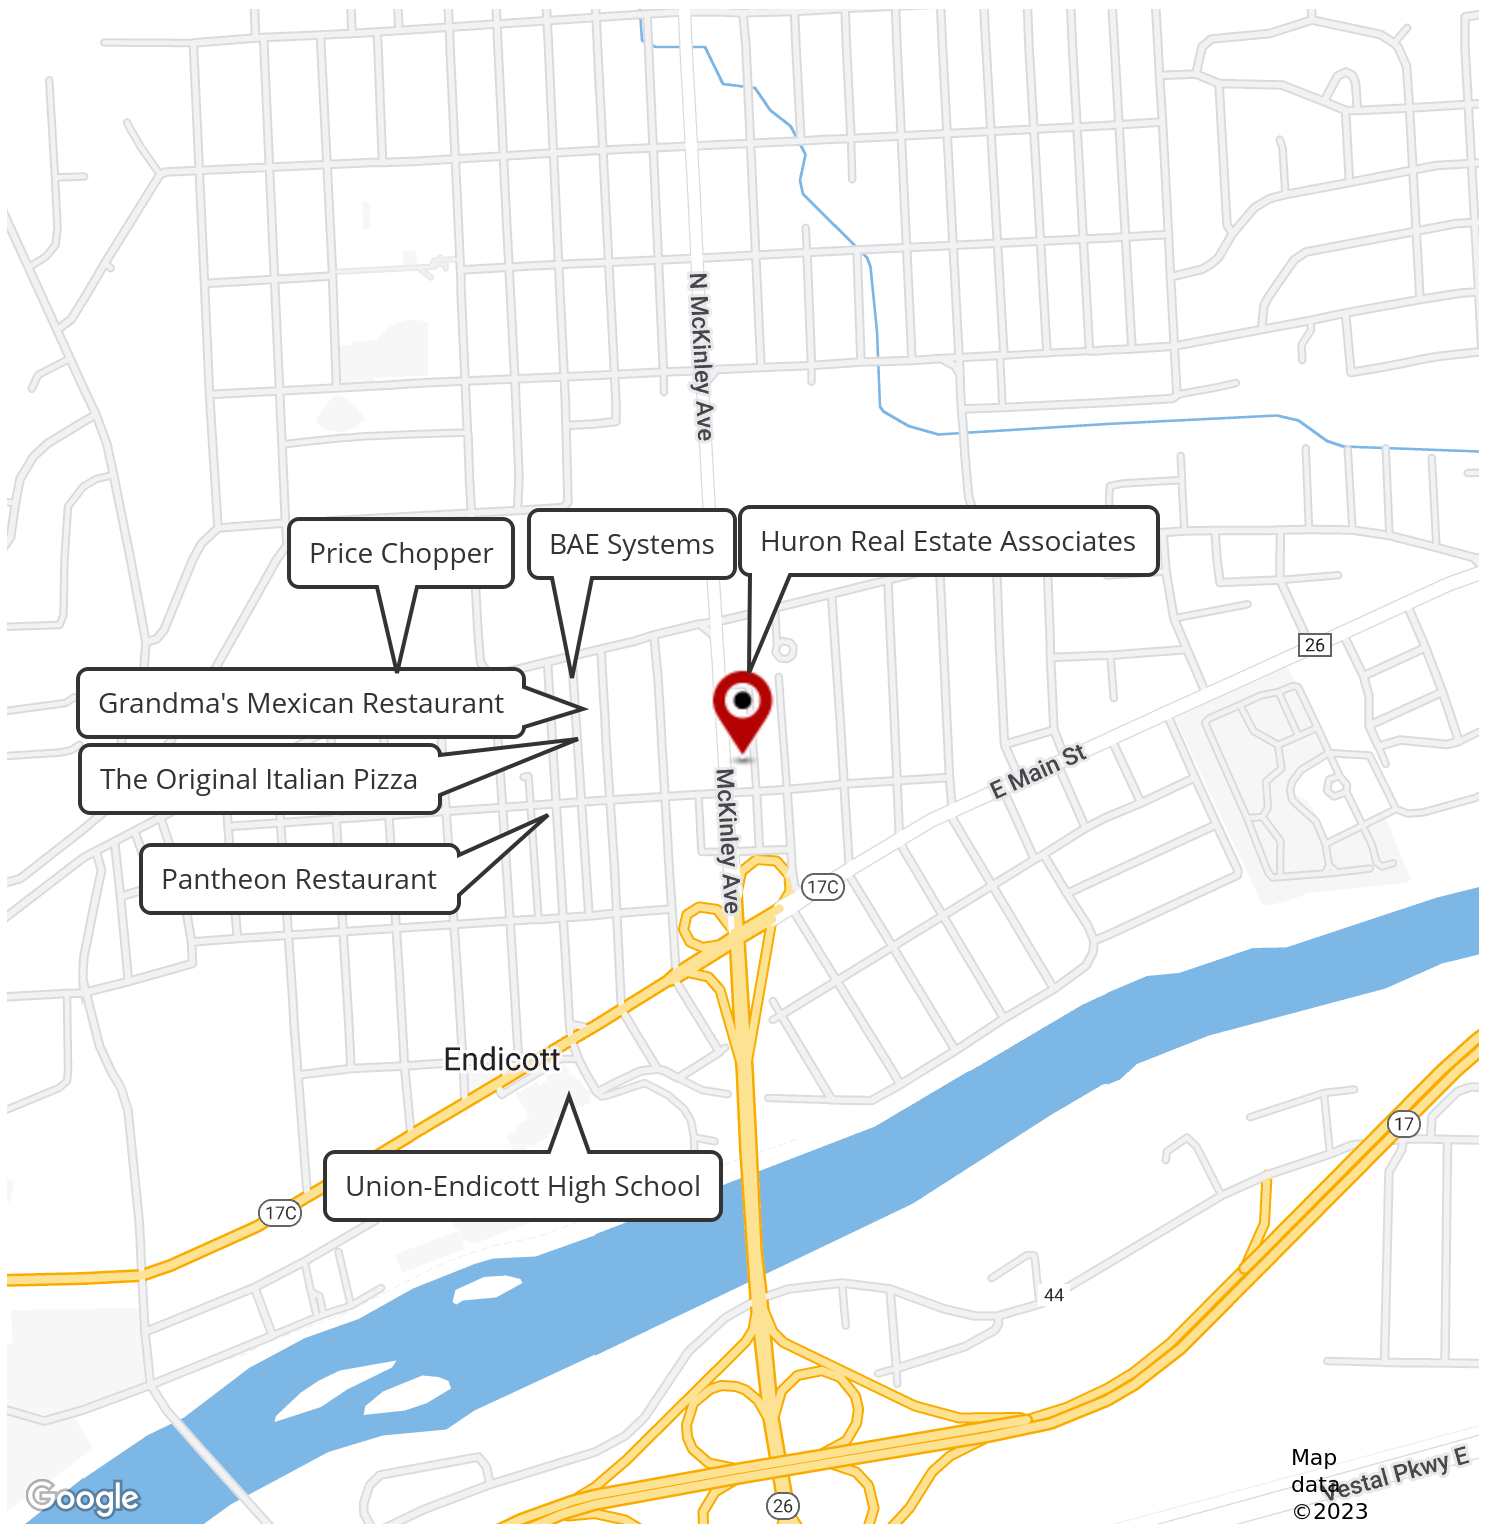 N McKinley Ave
Price Chopper
BAE Systems
Huron Real Estate Associates
26
Grandma's Mexican Restaurant
The Original Italian Pizza
E Main St
McKinley Ave
Pantheon Restaurant
17C
Endicott
17
Union-Endicott High School
17C
44
Map
data
©2023
Vestal Pkwy E
Google
26